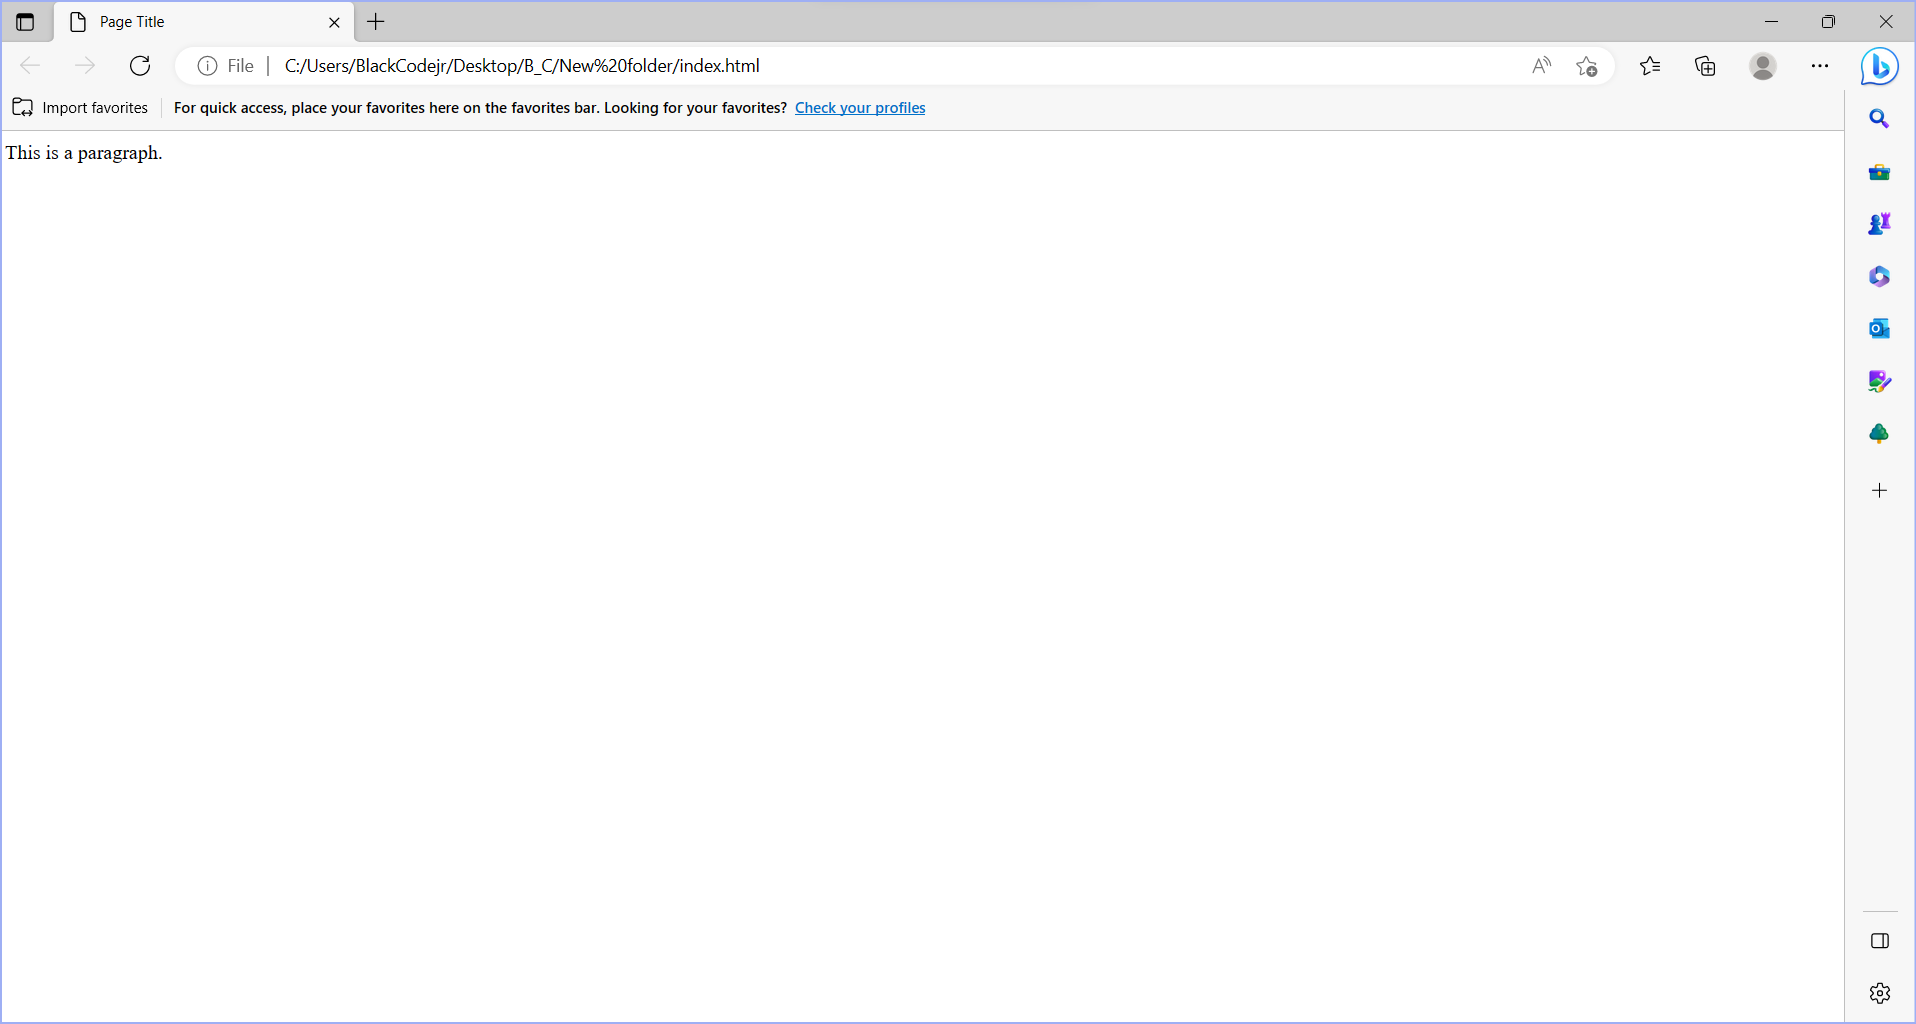 Page Title
File
C:/Users/BlackCodejr/Desktop/B_C/New%20folder/index.html
Import favorites
For quick access, place your favorites here on the favorites bar. Looking for your favorites? Check your profiles
This is a paragraph.